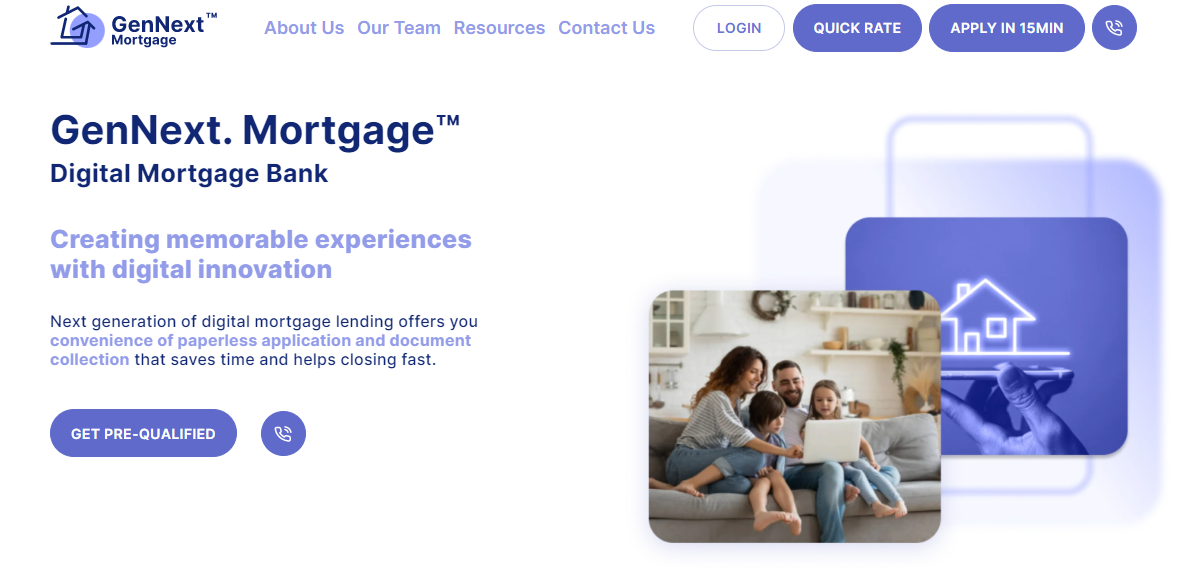 GenNext™
Mortgage
About Us
Our Team
Resources
Contact Us
LOGIN
QUICK RATE
APPLY IN 15MIN
GenNext. Mortgage™
Digital Mortgage Bank
Creating memorable experiences
with digital innovation
Next generation of digital mortgage lending offers you
convenience of paperless application and document
collection that saves time and helps closing fast.
GET PRE-QUALIFIED